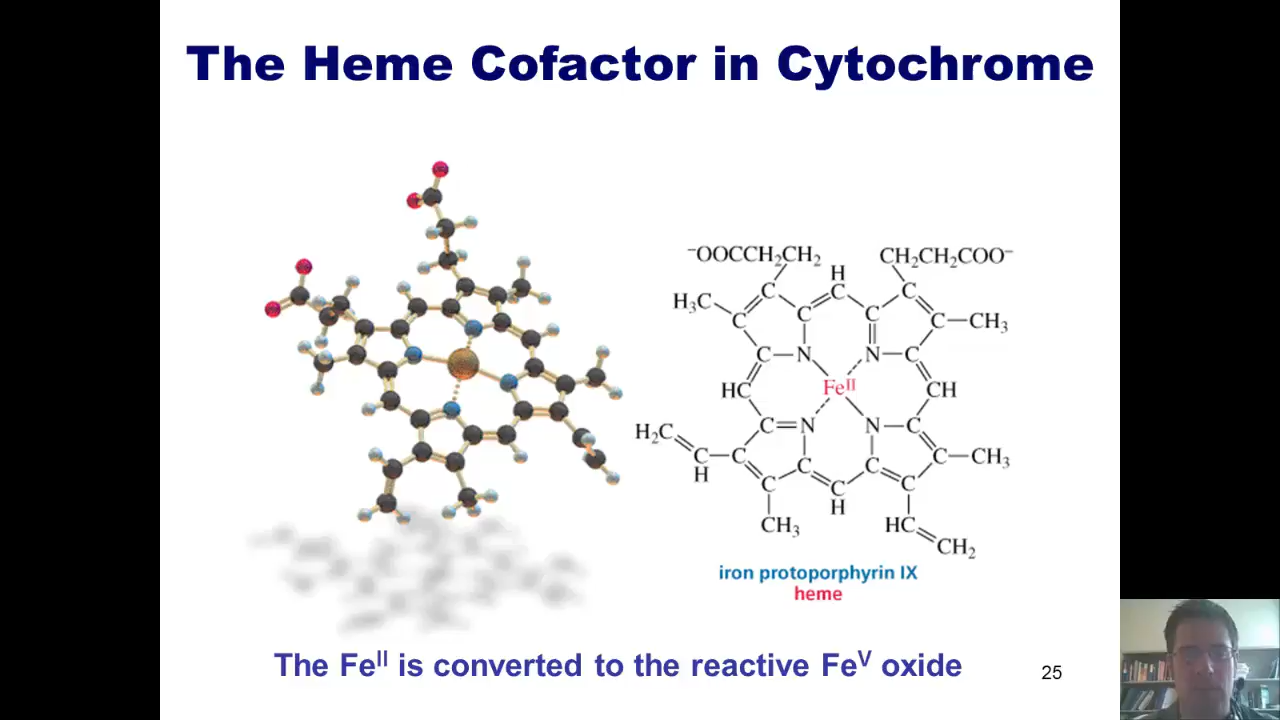 The Heme Cofactor in Cytochrome
⁻OOCCH₂CH₂ CH₂CH₂COO⁻
H
H₃C C C C C
C C C C CH₃
C N N C
HC Feᴵᴵ CH
H₂C C N N C
C C C C C CH₃
H C C C
H
CH₃ HC
CH₂
iron protoporphyrin IX
heme
The Feᴵᴵ is converted to the reactive Feⱽ oxide
25